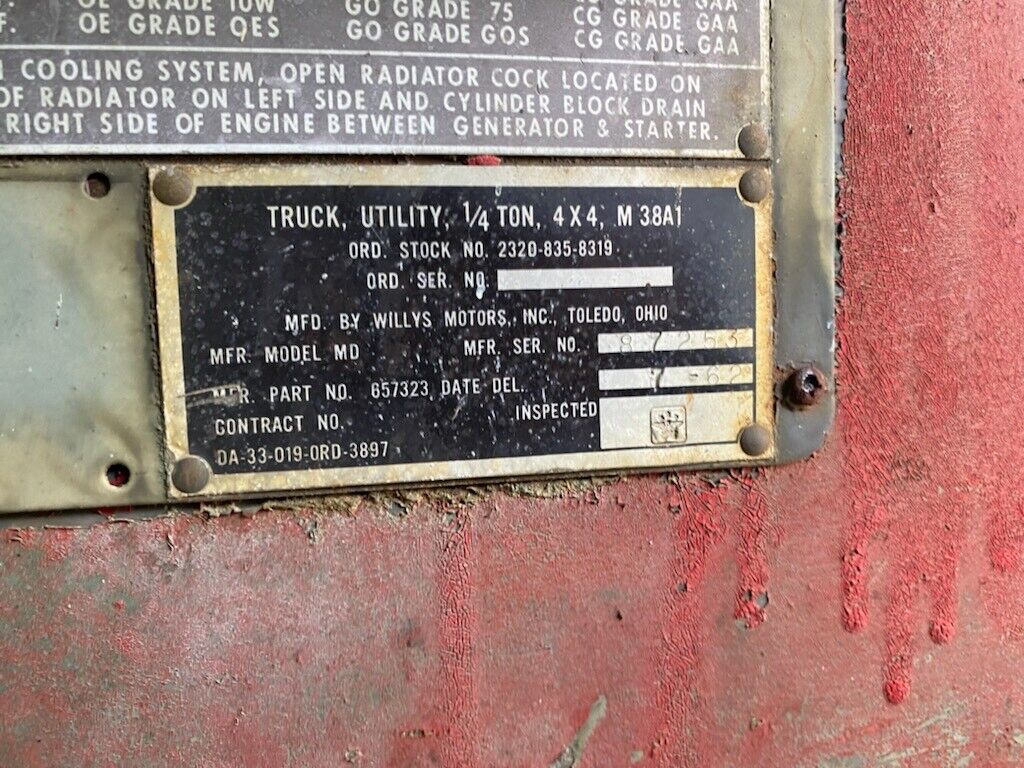 OE GRADE 10W GO GRADE 75 CG GRADE GAA
F. OE GRADE OES GO GRADE GOS CG GRADE GAA
COOLING SYSTEM, OPEN RADIATOR COCK LOCATED ON
OF RADIATOR ON LEFT SIDE AND CYLINDER BLOCK DRAIN
RIGHT SIDE OF ENGINE BETWEEN GENERATOR & STARTER.
TRUCK, UTILITY, 1/4 TON, 4X4, M38A1
ORD. STOCK NO. 2320-835-8319
ORD. SER. NO.
MFD. BY WILLYS MOTORS, INC., TOLEDO, OHIO
MFR. MODEL MD MFR. SER. NO. 87253
MFR. PART NO. 657323 DATE DEL. 7-62
CONTRACT NO. INSPECTED
DA-33-019-ORD-3897